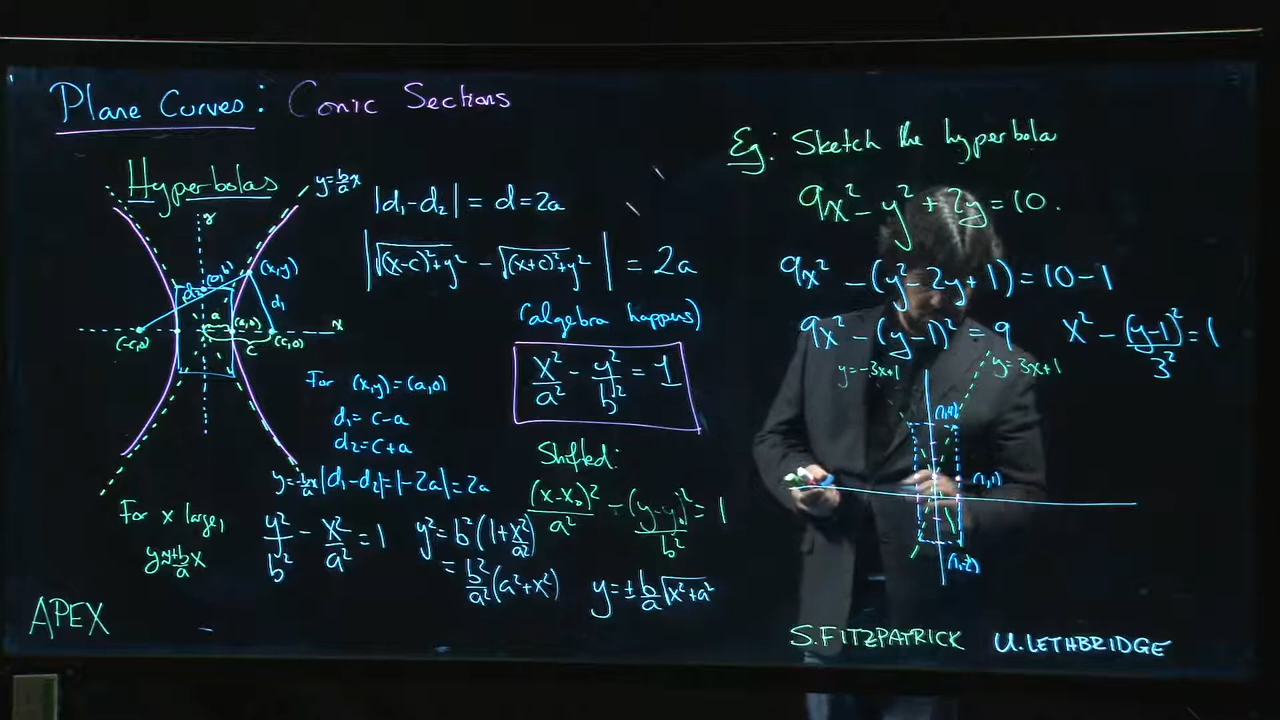 Plane Curves: Conic Sections
Hyperbolas
y=b/a x
y
(0,b)
(x,y)
d₂
d₁
a
(a,0)
x
(-c,0)
c
(c,0)
|d₁-d₂| = d = 2a
|√((x-c)²+y²) - √((x+c)²+y²)| = 2a
(algebra happens)
x²/a² - y²/b² = 1
For (x,y)=(a,0)
d₁= c-a
d₂= c+a
|d₁-d₂|=|-2a|=2a
y=-b/a x
Shifted:
(x-x₀)²/a² - (y-y₀)²/b² = 1
For x large,
y≈±b/a x
y²/b² - x²/a² = 1
y²= b²(1+x²/a²)
= b²/a²(a²+x²)
y=±b/a√(x²+a²)
APEX
Eg: Sketch the hyperbola
9x²-y²+2y=10.
9x²-(y²-2y+1)=10-1
9x²-(y-1)²=9
x²-(y-1)²/3²=1
y=-3x+1
y=3x+1
(1,4)
(1,1)
(1,-2)
S.FITZPATRICK U.LETHBRIDGE